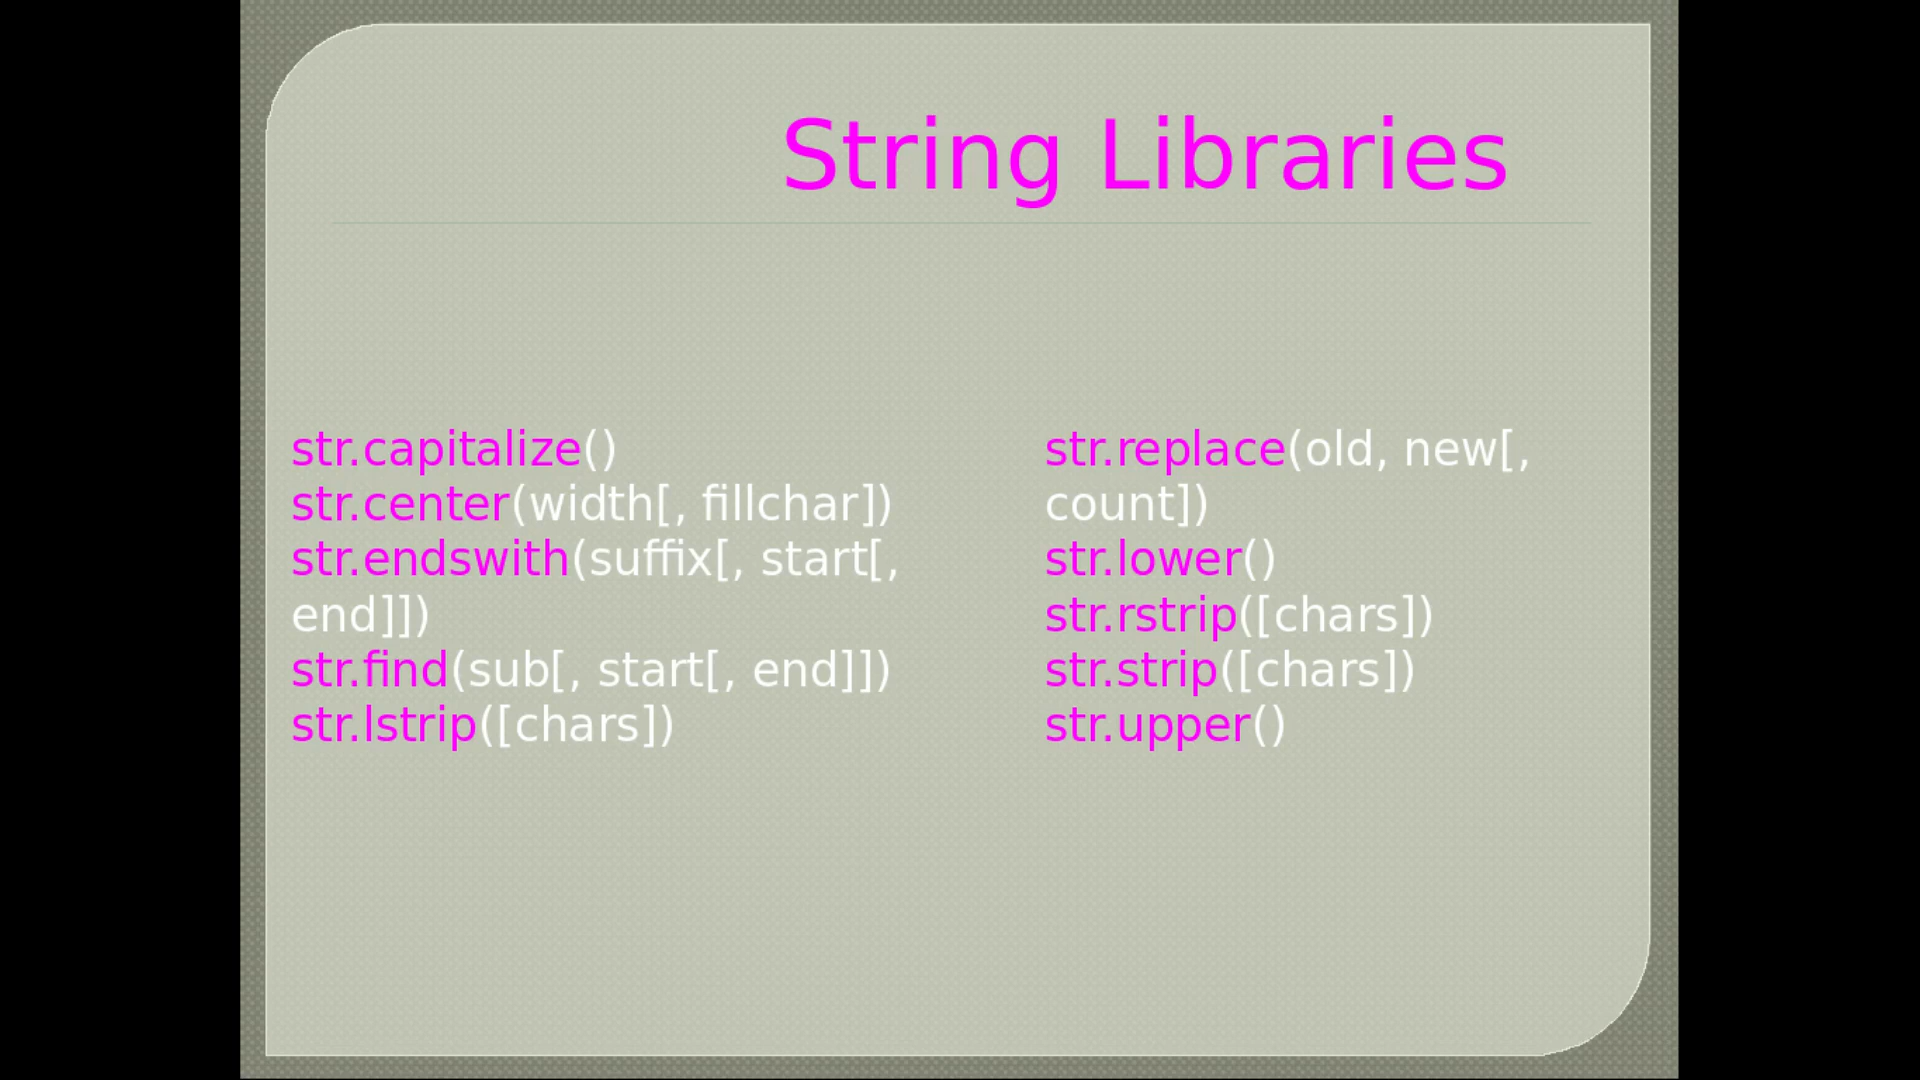 String Libraries
str.capitalize()
str.center(width[, fillchar])
str.endswith(suffix[, start[,
end]])
str.find(sub[, start[, end]])
str.lstrip([chars])
str.replace(old, new[,
count])
str.lower()
str.rstrip([chars])
str.strip([chars])
str.upper()